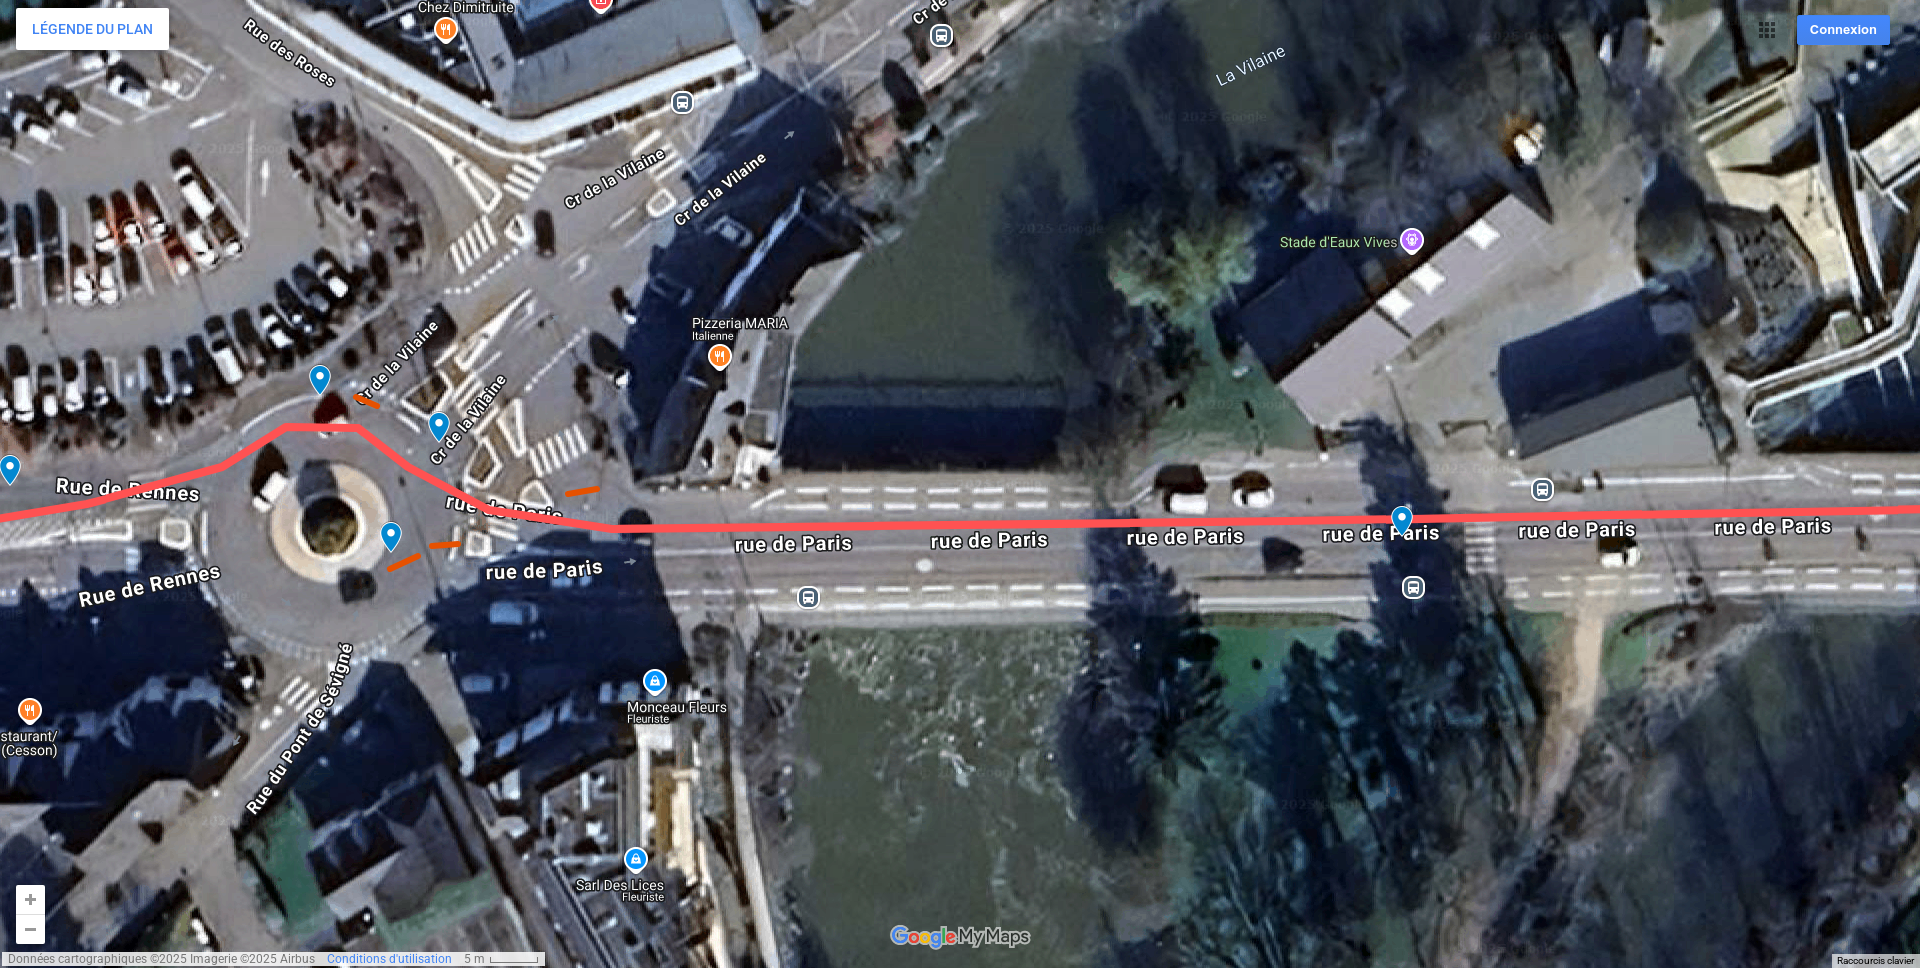 LÉGENDE DU PLAN
Connexion
Chez Dimitruite
Rue des Roses
Cr de
La Vilaine
Cr de la Vilaine
Cr de la Vilaine
Stade d'Eaux Vives
Pizzeria MARIA
Italienne
Cr de la Vilaine
Cr de la Vilaine
Rue de Rennes
rue de Paris
rue de Paris
rue de Paris
rue de Paris
rue de Paris
rue de Paris
rue de Paris
rue de Paris
Rue de Rennes
Rue du Pont de Sévigné
staurant/
(Cesson)
Monceau Fleurs
Fleuriste
Sarl Des Lices
Fleuriste
Google My Maps
Données cartographiques ©2025 Imagerie ©2025 Airbus
Conditions d'utilisation
5 m
Raccourcis clavier
© 2025 Google